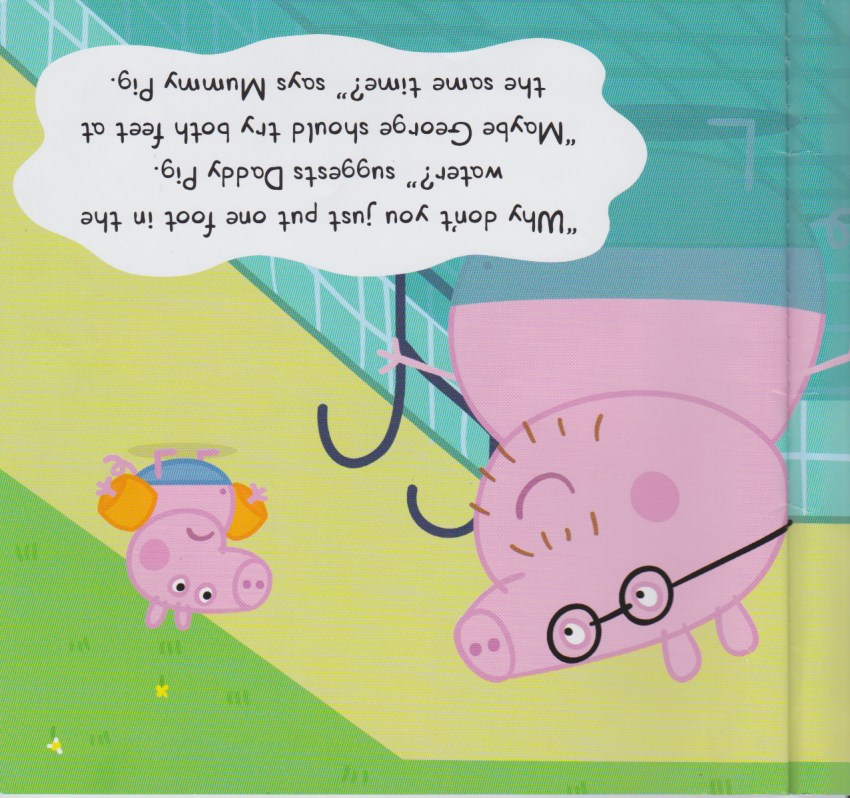 “Why don’t you just put one foot in the
water?” suggests Daddy Pig.
“Maybe George should try both feet at
the same time?” says Mummy Pig.